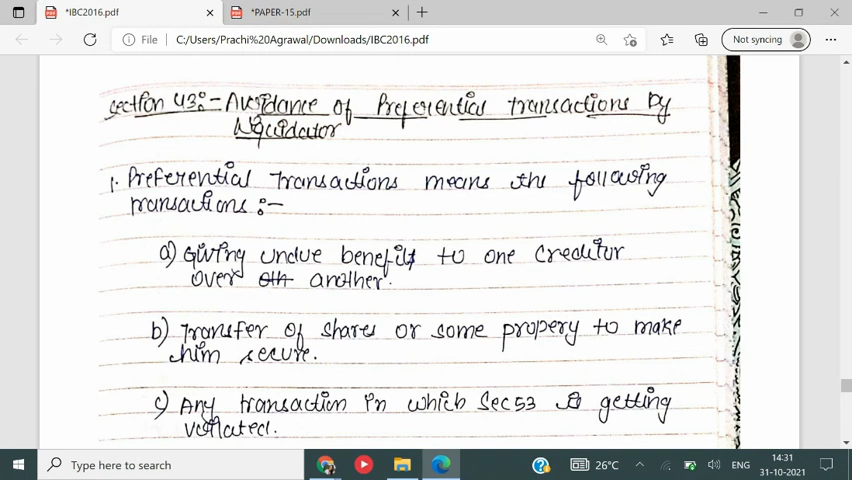 *IBC2016.pdf
*PAPER-15.pdf
File
C:/Users/Prachi%20Agrawal/Downloads/IBC2016.pdf
Not syncing
Section 43:- Avoidance of Preferential transactions by
liquidator
1. Preferential transactions means the following
transactions :-
a) Giving undue benefit to one creditor
over oth another.
b) Transfer of shares or some propery to make
him secure.
c) Any transaction in which Sec 53 is getting
voilated.
Type here to search
26°C
ENG
14:31
31-10-2021